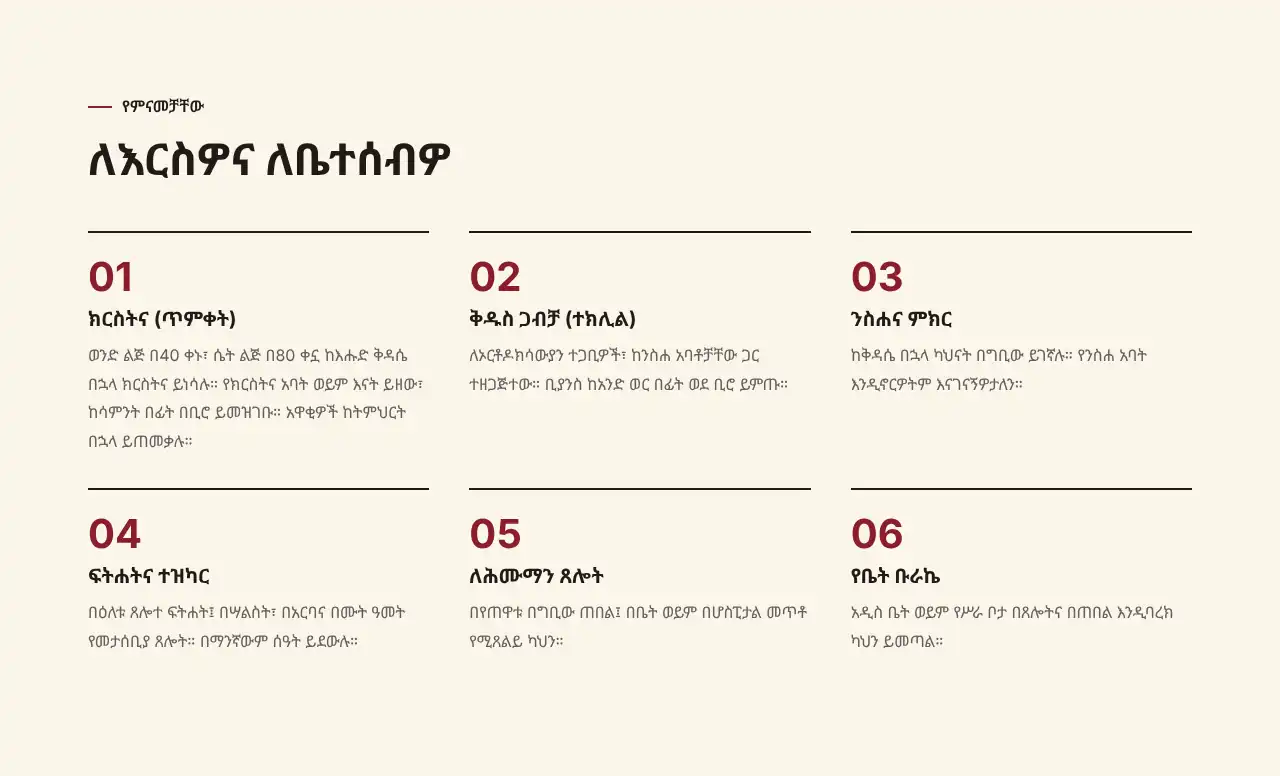 የምናመቻቸው
ለእርስዎና ለቤተሰብዎ
01
ክርስትና (ጥምቀት)
ወንድ ልጅ በ40 ቀኑ፣ ሴት ልጅ በ80 ቀኗ ከእሑድ ቅዳሴ
በኋላ ክርስትና ይነሳሉ። የክርስትና አባት ወይም እናት ይዘው፣
ከሳምንት በፊት በቢሮ ይመዝገቡ። አዋቂዎች ከትምህርት
በኋላ ይጠመቃሉ።
02
ቅዱስ ጋብቻ (ተክሊል)
ለኦርቶዶክሳውያን ተጋቢዎች፣ ከንስሐ አባቶቻቸው ጋር
ተዘጋጅተው። ቢያንስ ከአንድ ወር በፊት ወደ ቢሮ ይምጡ።
03
ንስሐና ምክር
ከቅዳሴ በኋላ ካህናት በግቢው ይገኛሉ። የንስሐ አባት
እንዲኖርዎትም እናገናኝዎታለን።
04
ፍትሐትና ተዝካር
በዕለቱ ጸሎተ ፍትሐት፤ በሣልስት፣ በአርባና በሙት ዓመት
የመታሰቢያ ጸሎት። በማንኛውም ሰዓት ይደውሉ።
05
ለሕሙማን ጸሎት
በየጠዋቱ በግቢው ጠበል፤ በቤት ወይም በሆስፒታል መጥቶ
የሚጸልይ ካህን።
06
የቤት ቡራኬ
አዲስ ቤት ወይም የሥራ ቦታ በጸሎትና በጠበል እንዲባረክ
ካህን ይመጣል።